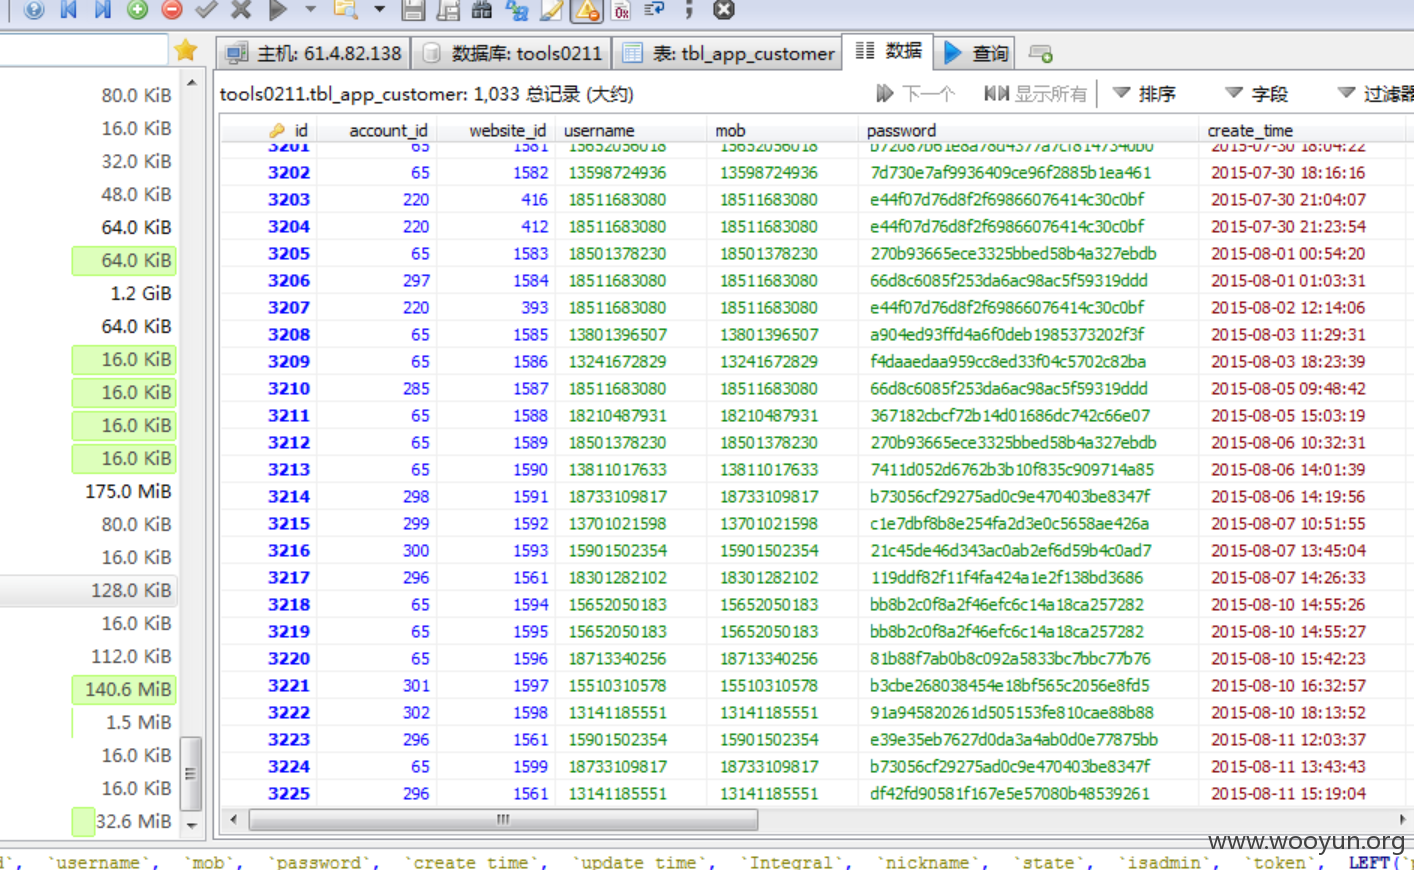 主机: 61.4.82.138 数据库: tools0211 表: tbl_app_customer 数据 查询
tools0211.tbl_app_customer: 1,033 总记录 (大约) 下一个 显示所有 排序 字段 过滤器
id account_id website_id username mob password create_time
3201 65 1581 15652056018 15652056018 2015-07-30 18:04:22
3202 65 1582 13598724936 13598724936 7d730e7af9936409ce96f2885b1ea461 2015-07-30 18:16:16
3203 220 416 18511683080 18511683080 e44f07d76d8f2f69866076414c30c0bf 2015-07-30 21:04:07
3204 220 412 18511683080 18511683080 e44f07d76d8f2f69866076414c30c0bf 2015-07-30 21:23:54
3205 65 1583 18501378230 18501378230 270b93665ece3325bbed58b4a327ebdb 2015-08-01 00:54:20
3206 297 1584 18511683080 18511683080 66d8c6085f253da6ac98ac5f59319ddd 2015-08-01 01:03:31
3207 220 393 18511683080 18511683080 e44f07d76d8f2f69866076414c30c0bf 2015-08-02 12:14:06
3208 65 1585 13801396507 13801396507 a904ed93ffd4a6f0deb1985373202f3f 2015-08-03 11:29:31
3209 65 1586 13241672829 13241672829 f4daaedaa959cc8ed33f04c5702c82ba 2015-08-03 18:23:39
3210 285 1587 18511683080 18511683080 66d8c6085f253da6ac98ac5f59319ddd 2015-08-05 09:48:42
3211 65 1588 18210487931 18210487931 367182cbcf72b14d01686dc742c66e07 2015-08-05 15:03:19
3212 65 1589 18501378230 18501378230 270b93665ece3325bbed58b4a327ebdb 2015-08-06 10:32:31
3213 65 1590 13811017633 13811017633 7411d052d6762b3b10f835c909714a85 2015-08-06 14:01:39
3214 298 1591 18733109817 18733109817 b73056cf29275ad0c9e470403be8347f 2015-08-06 14:19:56
3215 299 1592 13701021598 13701021598 c1e7dbf8b8e254fa2d3e0c5658ae426a 2015-08-07 10:51:55
3216 300 1593 15901502354 15901502354 21c45de46d343ac0ab2ef6d59b4c0ad7 2015-08-07 13:45:04
3217 296 1561 18301282102 18301282102 119ddf82f11f4fa424a1e2f138bd3686 2015-08-07 14:26:33
3218 65 1594 15652050183 15652050183 bb8b2c0f8a2f46efc6c14a18ca257282 2015-08-10 14:55:26
3219 65 1595 15652050183 15652050183 bb8b2c0f8a2f46efc6c14a18ca257282 2015-08-10 14:55:27
3220 65 1596 18713340256 18713340256 81b88f7ab0b8c092a5833bc7bbc77b76 2015-08-10 15:42:23
3221 301 1597 15510310578 15510310578 b3cbe268038454e18bf565c2056e8fd5 2015-08-10 16:32:57
3222 302 1598 13141185551 13141185551 91a945820261d505153fe810cae88b88 2015-08-10 18:13:52
3223 296 1561 15901502354 15901502354 e39e35eb7627d0da3a4ab0d0e77875bb 2015-08-11 12:03:37
3224 65 1599 18733109817 18733109817 b73056cf29275ad0c9e470403be8347f 2015-08-11 13:43:43
3225 296 1561 13141185551 13141185551 df42fd90581f167e5e57080b48539261 2015-08-11 15:19:04
80.0 KiB
16.0 KiB
32.0 KiB
48.0 KiB
64.0 KiB
64.0 KiB
1.2 GiB
64.0 KiB
16.0 KiB
16.0 KiB
16.0 KiB
16.0 KiB
175.0 MiB
80.0 KiB
16.0 KiB
128.0 KiB
16.0 KiB
112.0 KiB
140.6 MiB
1.5 MiB
16.0 KiB
16.0 KiB
32.6 MiB
www.wooyun.org
`username`, `mob`, `password`, `create_time`, `update_time`, `Integral`, `nickname`, `state`, `isadmin`, `token`, LEFT(